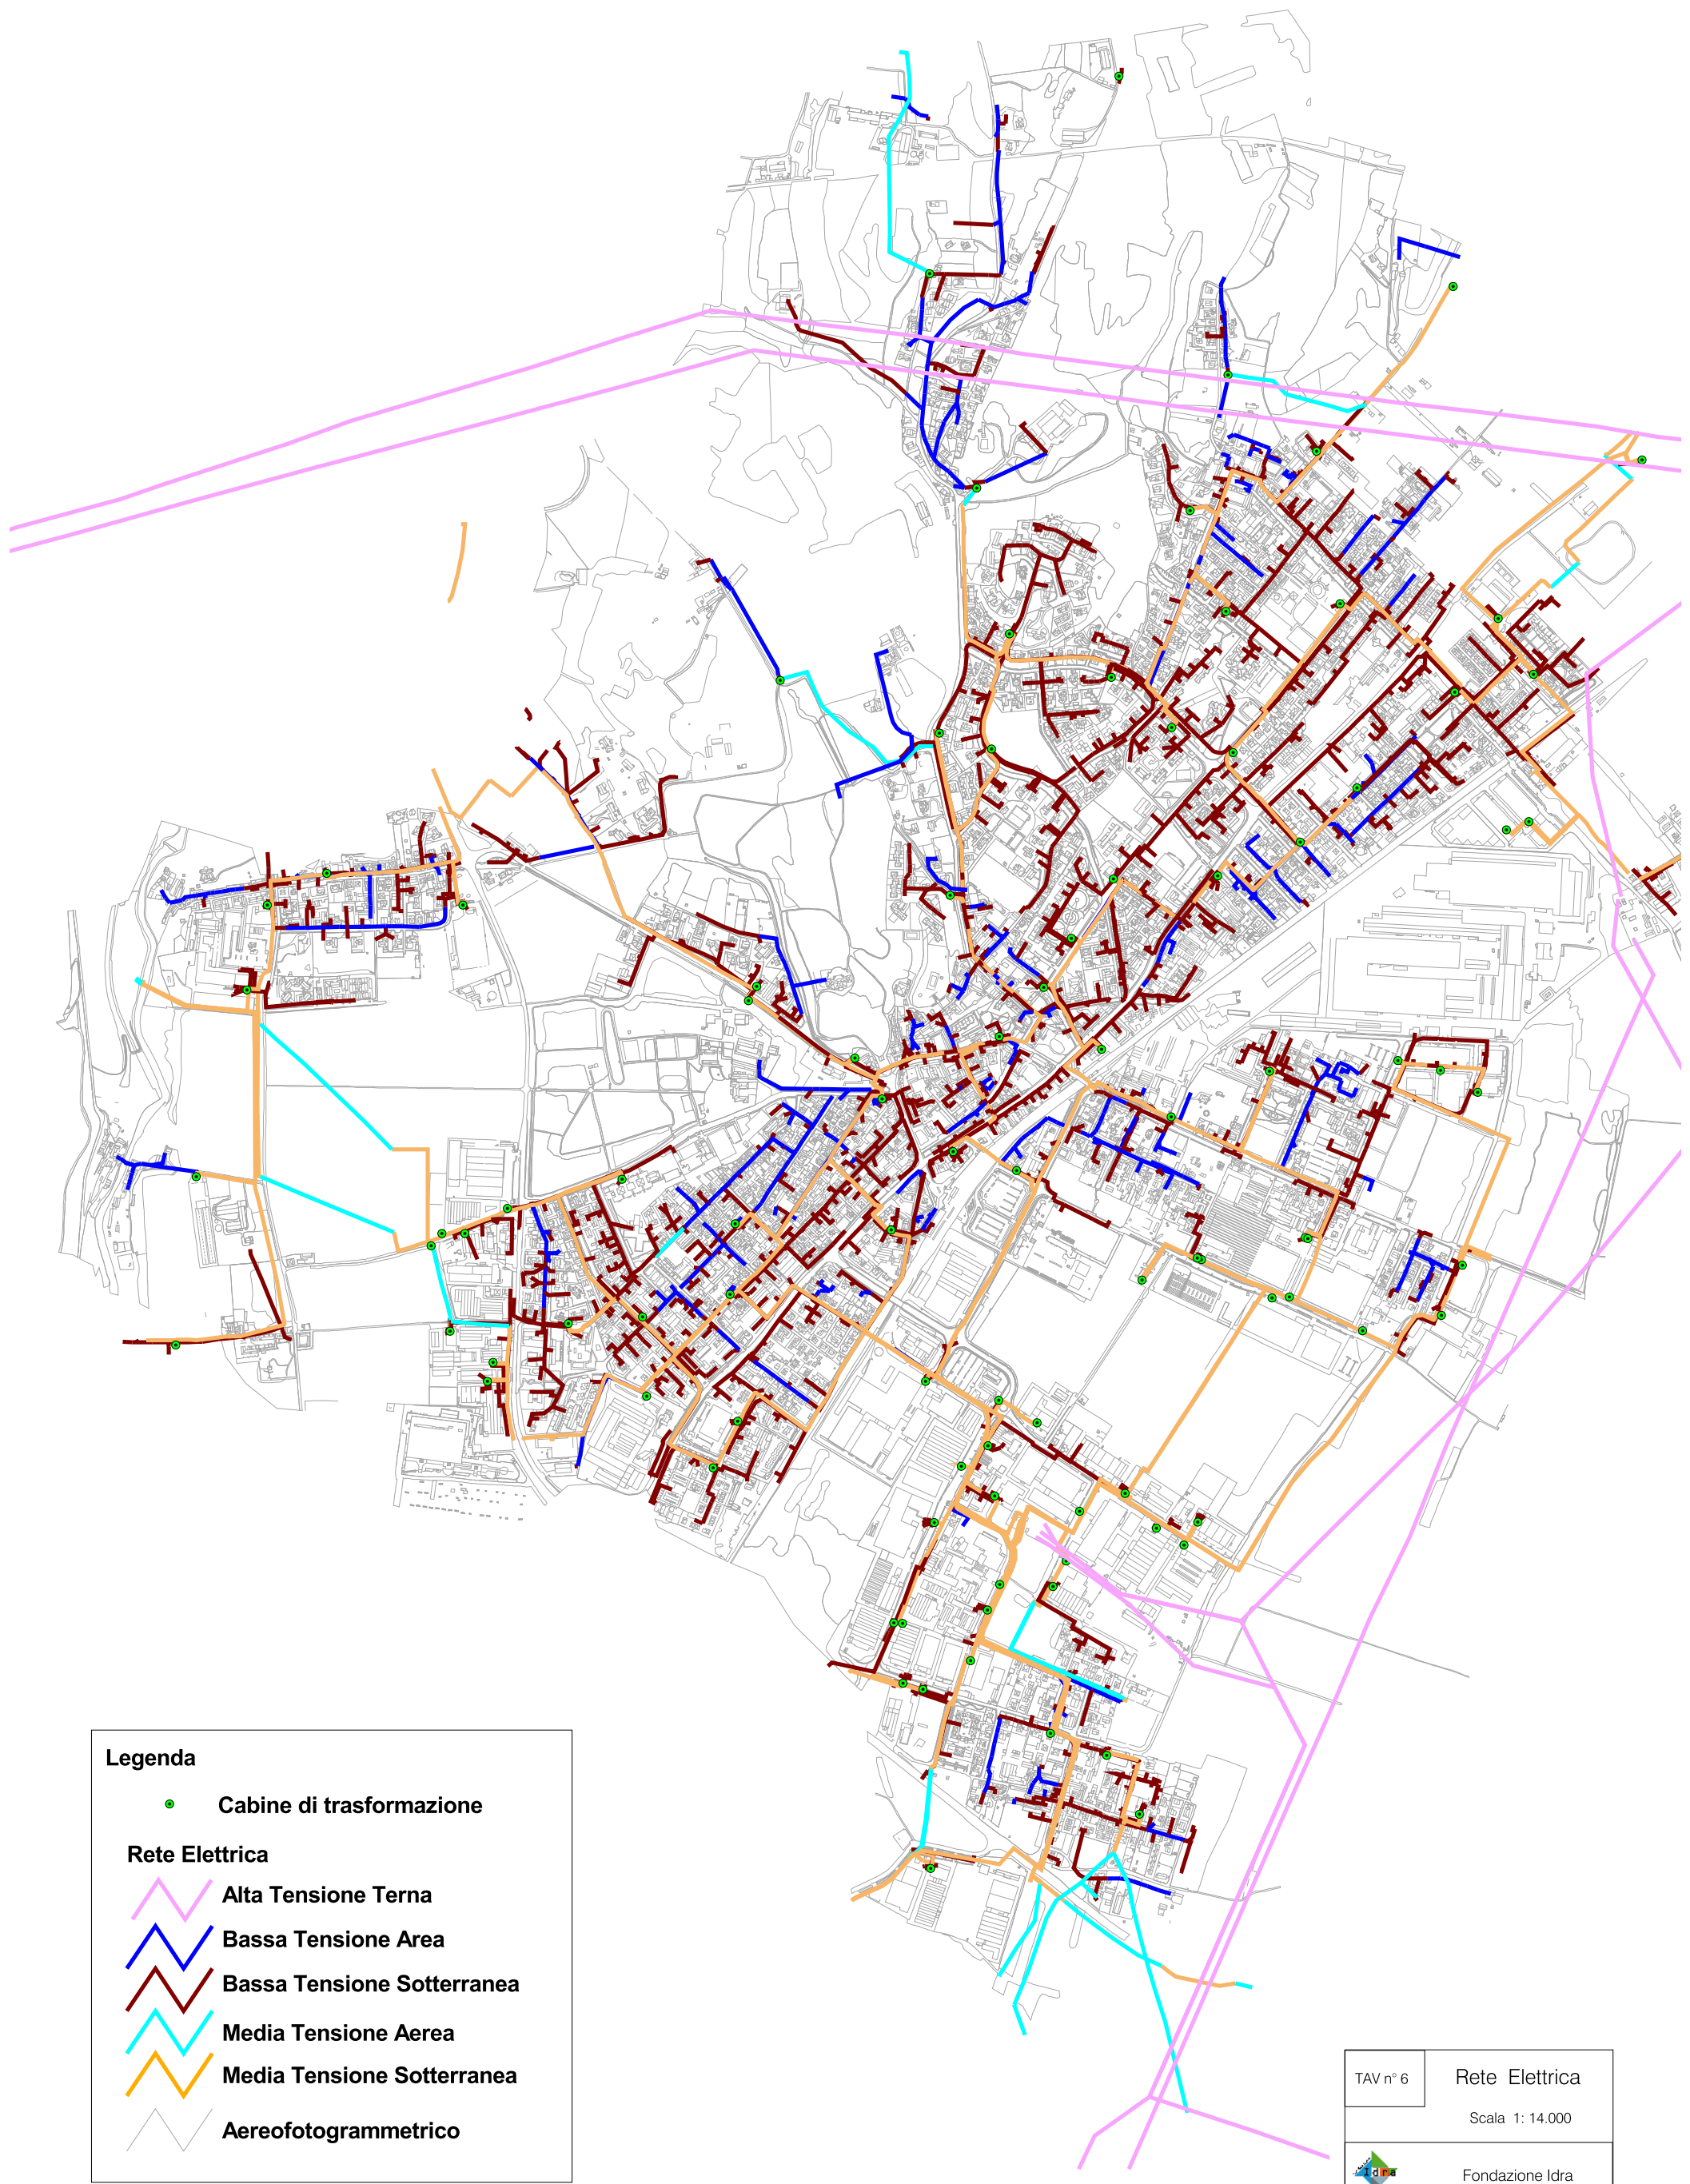 Legenda
Cabine di trasformazione
Rete Elettrica
Alta Tensione Terna
Bassa Tensione Area
Bassa Tensione Sotterranea
Media Tensione Aerea
Media Tensione Sotterranea
Aereofotogrammetrico
TAV n° 6
Rete Elettrica
Scala 1: 14.000
Idra
Fondazione Idra